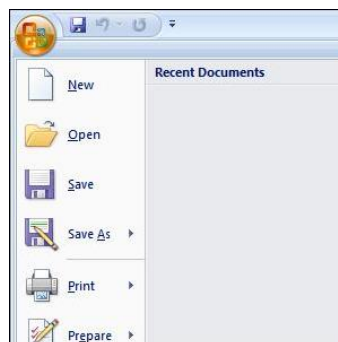 Recent Documents
New
Open
Save
Save As
Print
Prepare